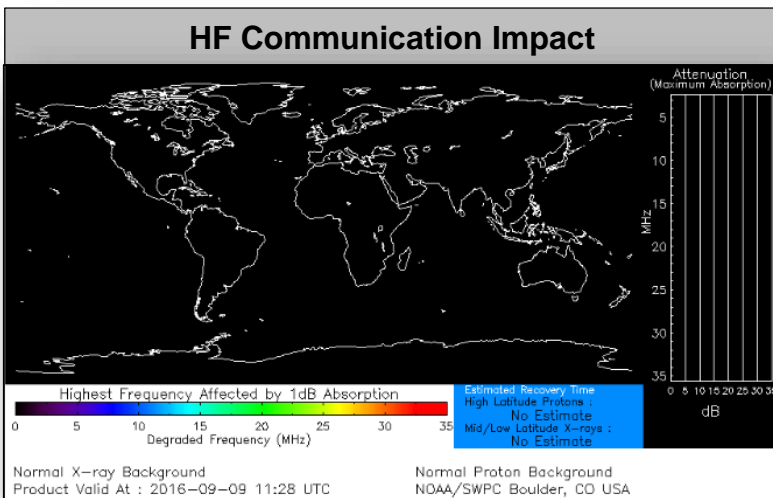 HF Communication Impact
Attenuation
(Maximum Absorption)
5
10
15
20
25
30
35
MHz
0 5 10 15 20 25 30 35
dB
Highest Frequency Affected by 1dB Absorption
0 5 10 15 20 25 30 35
Degraded Frequency (MHz)
Estimated Recovery Time
High Latitude Protons :
No Estimate
Mid/Low Latitude X-rays :
No Estimate
Normal X-ray Background
Normal Proton Background
Product Valid At : 2016-09-09 11:28 UTC
NOAA/SWPC Boulder, CO USA